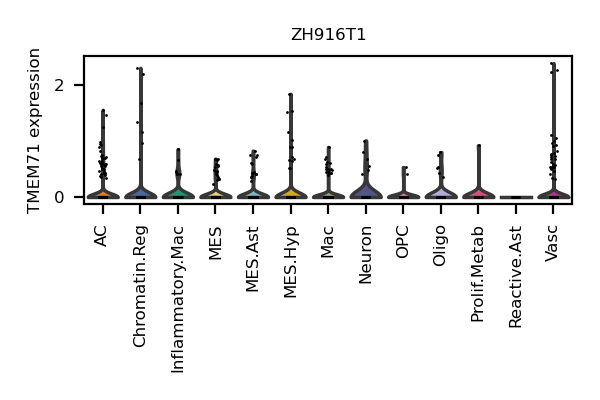 ZH916T1
TMEM71 expression
2
0
AC
Chromatin.Reg
Inflammatory.Mac
MES
MES.Ast
MES.Hyp
Mac
Neuron
OPC
Oligo
Prolif.Metab
Reactive.Ast
Vasc